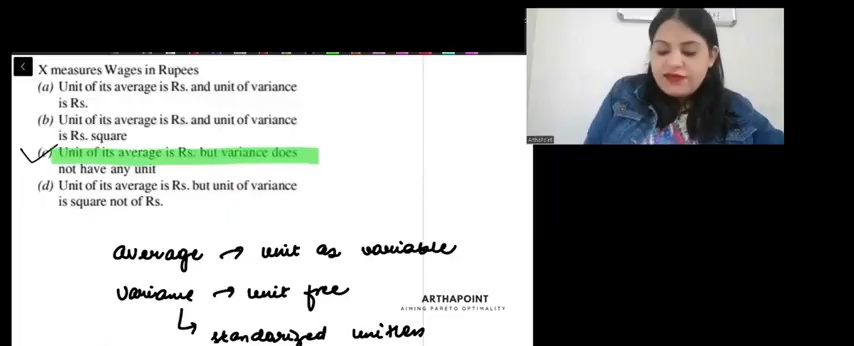 X measures Wages in Rupees
(a) Unit of its average is Rs. and unit of variance
is Rs.
(b) Unit of its average is Rs. and unit of variance
is Rs. square
(c) Unit of its average is Rs. but variance does
not have any unit
(d) Unit of its average is Rs. but unit of variance
is square not of Rs.
average → unit as variable
variance → unit free
↳ standarized unitless
ARTHAPOINT
AIMING PARETO OPTIMALITY
ArthaPoint